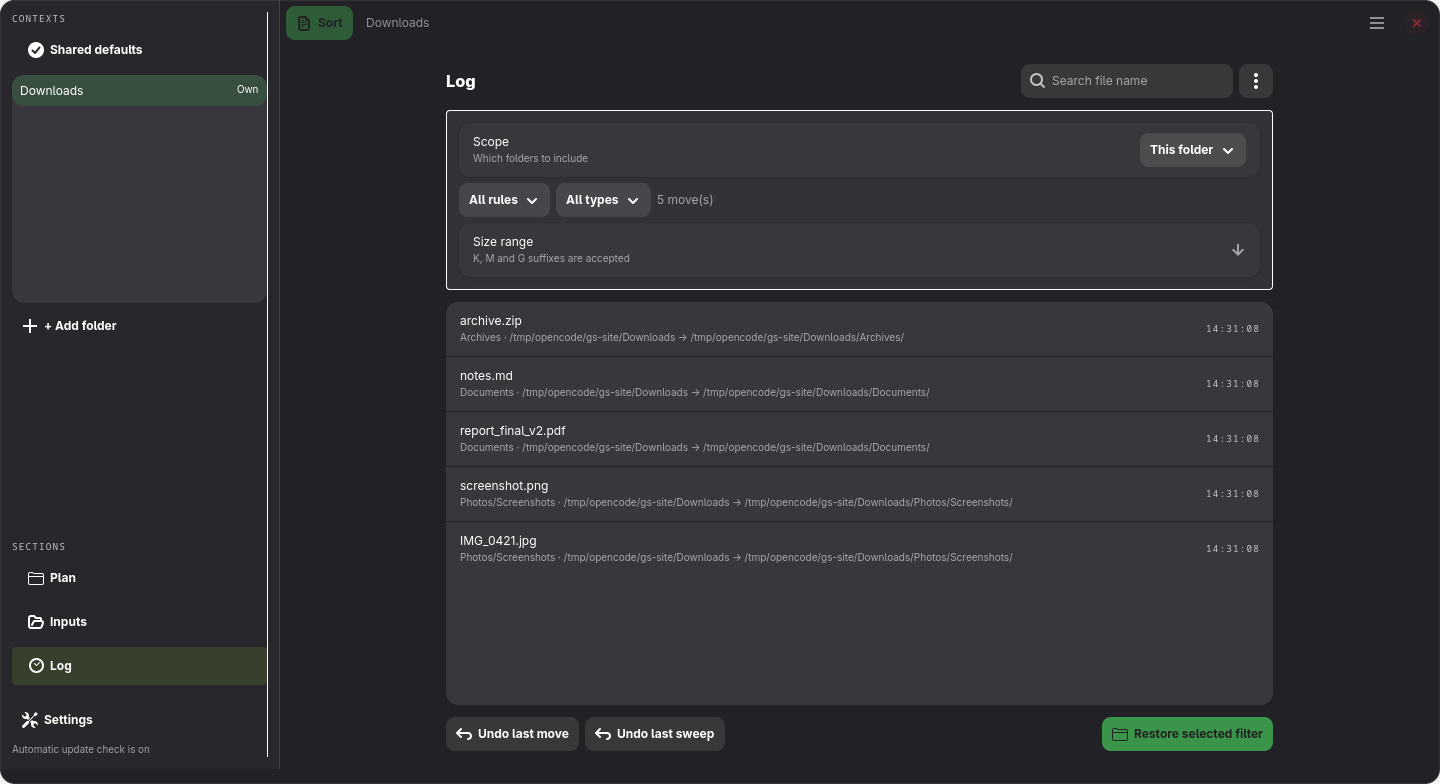 CONTEXTS
Shared defaults
Downloads Own
+ Add folder
SECTIONS
Plan
Inputs
Log
Settings
Automatic update check is on
Sort Downloads
Log
Search file name
Scope
Which folders to include
This folder
All rules All types 5 move(s)
Size range
K, M and G suffixes are accepted
archive.zip
Archives · /tmp/opencode/gs-site/Downloads → /tmp/opencode/gs-site/Downloads/Archives/
14:31:08
notes.md
Documents · /tmp/opencode/gs-site/Downloads → /tmp/opencode/gs-site/Downloads/Documents/
14:31:08
report_final_v2.pdf
Documents · /tmp/opencode/gs-site/Downloads → /tmp/opencode/gs-site/Downloads/Documents/
14:31:08
screenshot.png
Photos/Screenshots · /tmp/opencode/gs-site/Downloads → /tmp/opencode/gs-site/Downloads/Photos/Screenshots/
14:31:08
IMG_0421.jpg
Photos/Screenshots · /tmp/opencode/gs-site/Downloads → /tmp/opencode/gs-site/Downloads/Photos/Screenshots/
14:31:08
Undo last move Undo last sweep Restore selected filter